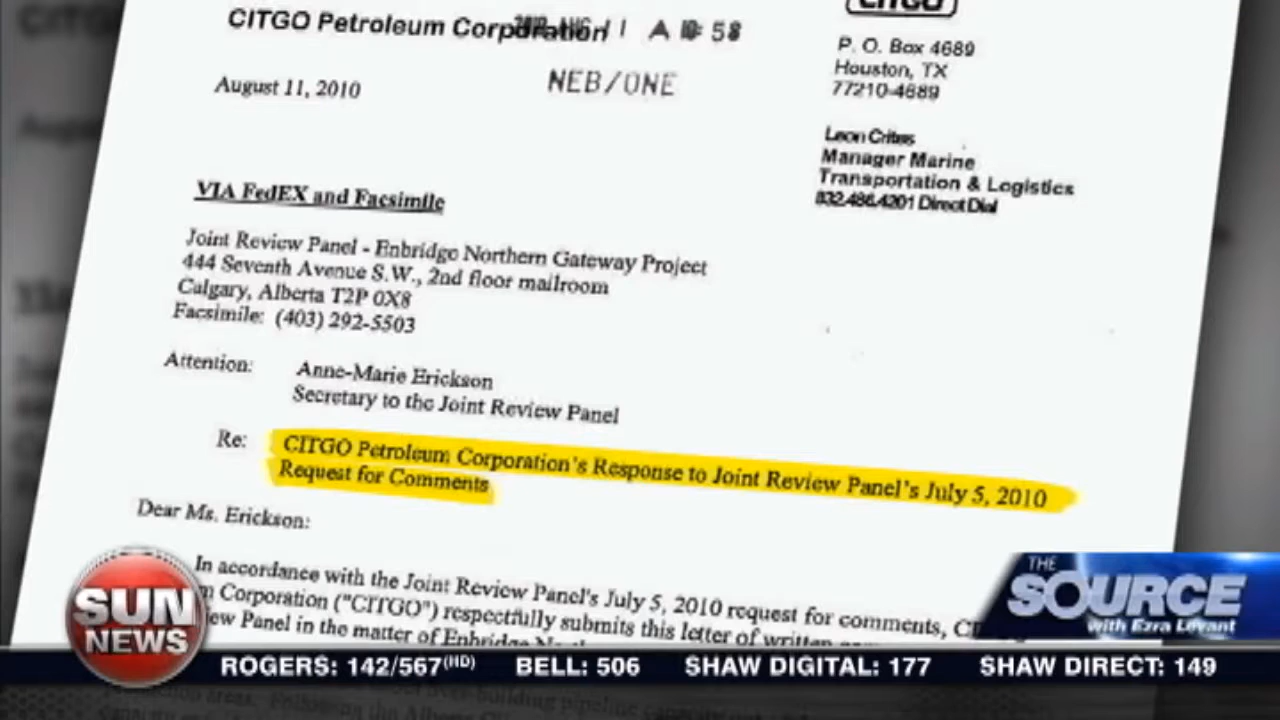 CITGO Petroleum Corporation
AUG 11 A 58
CITGO
NEB/ONE
August 11, 2010
P. O. Box 4689
Houston, TX
77210-4689
Leon Crites
Manager Marine
Transportation & Logistics
832.486.4201 Direct Dial
VIA FedEX and Facsimile
Joint Review Panel - Enbridge Northern Gateway Project
444 Seventh Avenue S.W., 2nd floor mailroom
Calgary, Alberta T2P 0X8
Facsimile: (403) 292-5503
Attention: Anne-Marie Erickson
Secretary to the Joint Review Panel
Re: CITGO Petroleum Corporation's Response to Joint Review Panel's July 5, 2010
Request for Comments
Dear Ms. Erickson:
In accordance with the Joint Review Panel's July 5, 2010 request for comments,
Corporation ("CITGO") respectfully submits this letter of written
Panel in the matter of Enbridge
SUN
NEWS
THE
SOURCE
with Ezra Levant
ROGERS: 142/567(HD) BELL: 506 SHAW DIGITAL: 177 SHAW DIRECT: 149